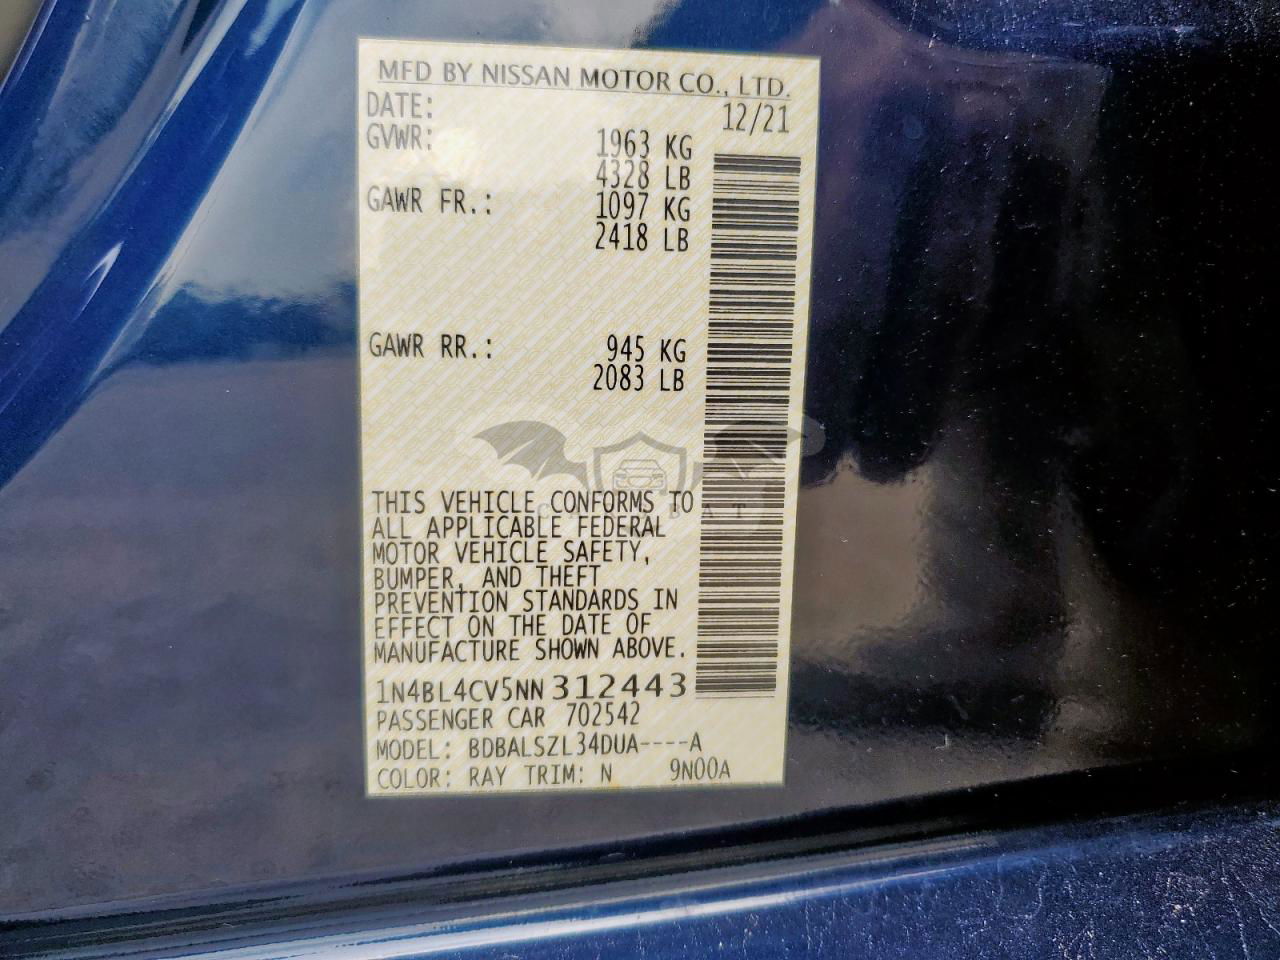 MFD BY NISSAN MOTOR CO., LTD.
DATE: 12/21
GVWR: 1963 KG
4328 LB
GAWR FR.: 1097 KG
2418 LB
GAWR RR.: 945 KG
2083 LB
THIS VEHICLE CONFORMS TO
ALL APPLICABLE FEDERAL
MOTOR VEHICLE SAFETY,
BUMPER, AND THEFT
PREVENTION STANDARDS IN
EFFECT ON THE DATE OF
MANUFACTURE SHOWN ABOVE.
1N4BL4CV5NN312443
PASSENGER CAR 702542
MODEL: BDBALSZL34DUA----A
COLOR: RAY TRIM: N 9N00A